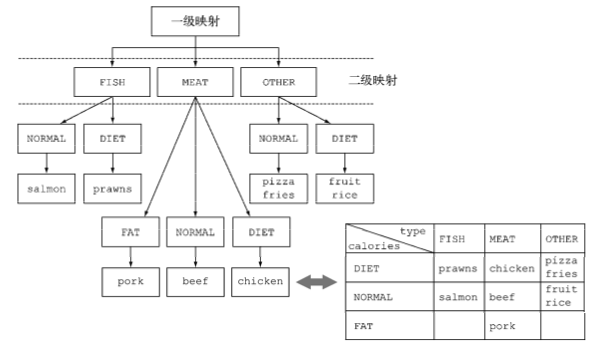 一级映射
FISH MEAT OTHER 二级映射
NORMAL DIET NORMAL DIET
salmon prawns pizza fries fruit rice
FAT NORMAL DIET
pork beef chicken
type
calories FISH MEAT OTHER
DIET prawns chicken pizza fries
NORMAL salmon beef fruit rice
FAT pork